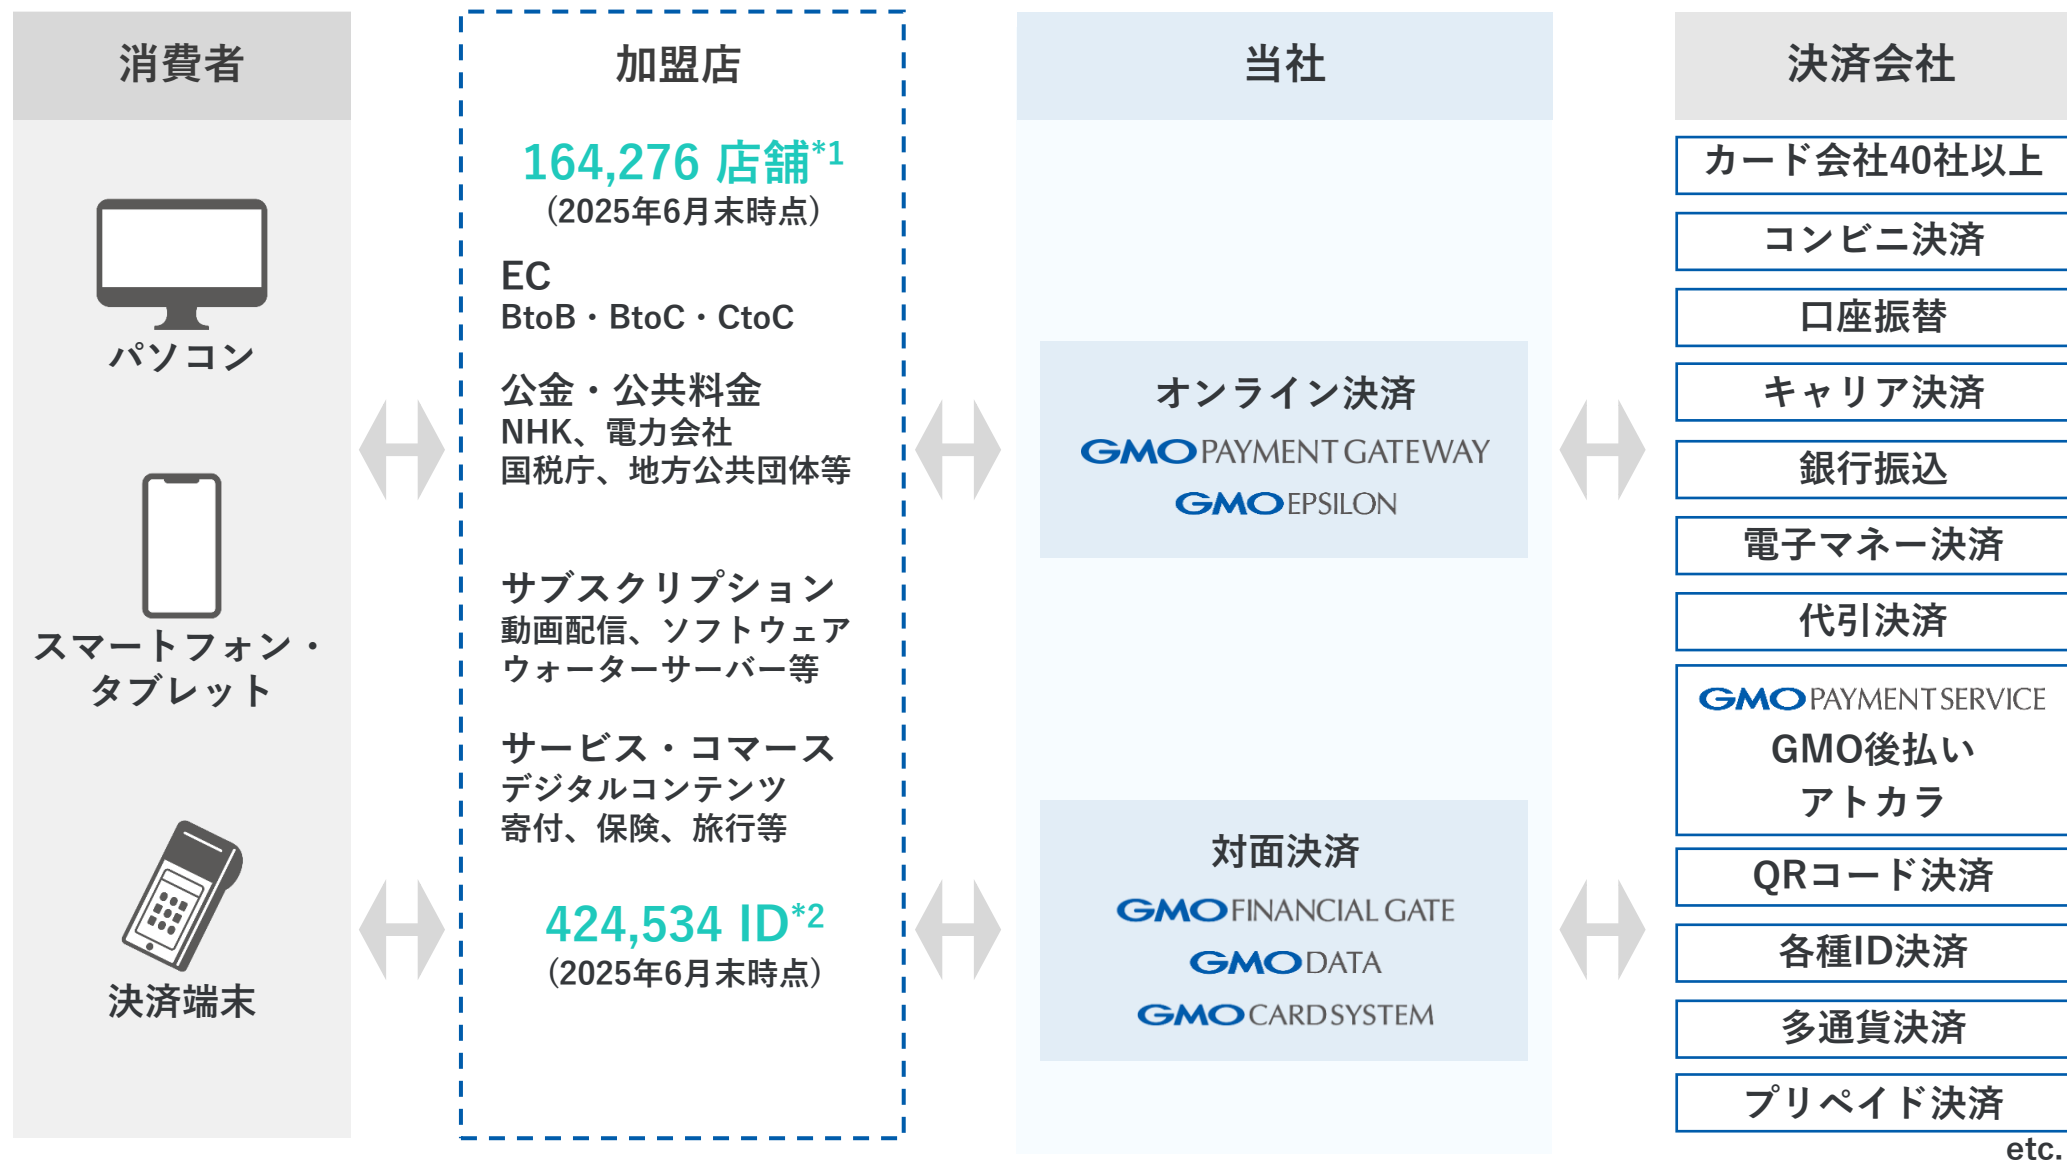 消費者
パソコン
スマートフォン・
タブレット
決済端末
加盟店
164,276 店舗*1
(2025年6月末時点)
EC
BtoB・BtoC・CtoC
公金・公共料金
NHK、電力会社
国税庁、地方公共団体等
サブスクリプション
動画配信、ソフトウェア
ウォーターサーバー等
サービス・コマース
デジタルコンテンツ
寄付、保険、旅行等
424,534 ID*2
(2025年6月末時点)
当社
オンライン決済
GMO PAYMENT GATEWAY
GMO EPSILON
対面決済
GMO FINANCIAL GATE
GMO DATA
GMO CARD SYSTEM
決済会社
カード会社40社以上
コンビニ決済
口座振替
キャリア決済
銀行振込
電子マネー決済
代引決済
GMO PAYMENT SERVICE
GMO後払い
アトカラ
QRコード決済
各種ID決済
多通貨決済
プリペイド決済
etc.